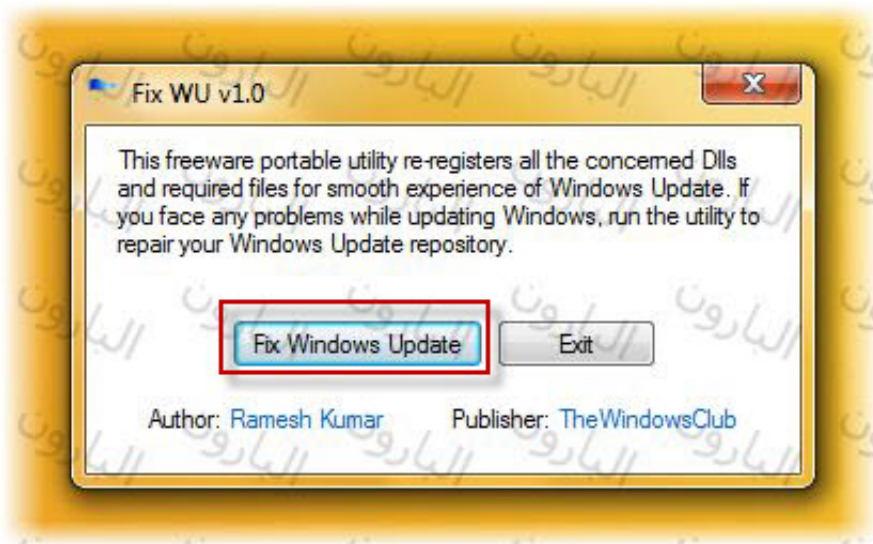 Fix WU v1.0
This freeware portable utility re-registers all the concerned Dlls
and required files for smooth experience of Windows Update. If
you face any problems while updating Windows, run the utility to
repair your Windows Update repository.
Fix Windows Update
Exit
Author: Ramesh Kumar
Publisher: TheWindowsClub
البارون